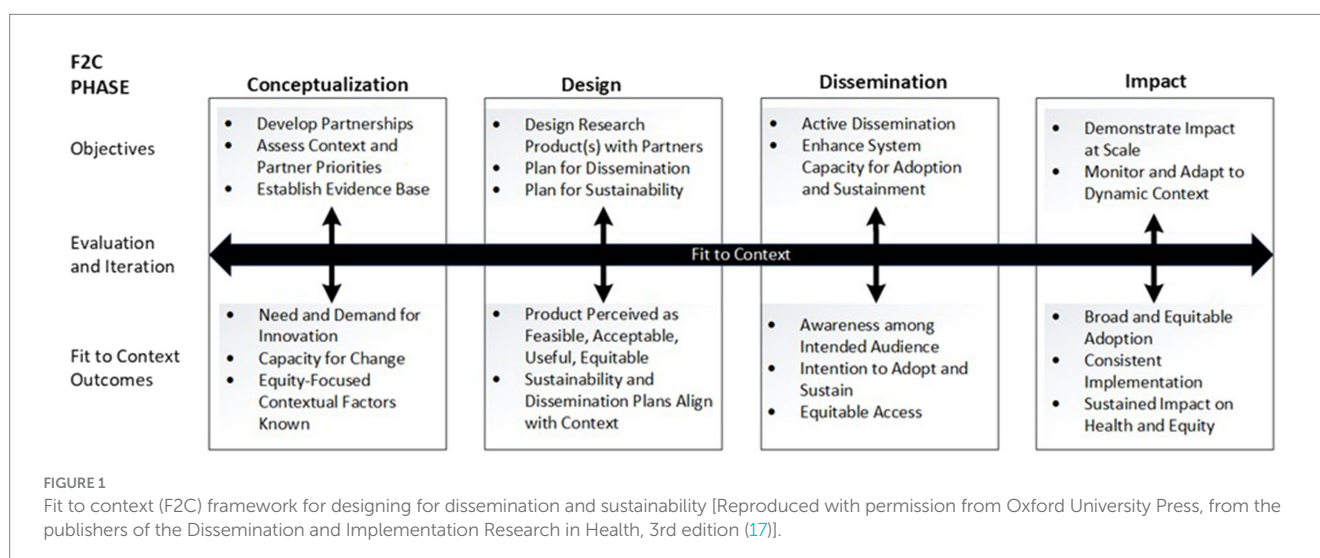 F2C
PHASE
Conceptualization
Design
Dissemination
Impact
Objectives
• Develop Partnerships
• Assess Context and
Partner Priorities
• Establish Evidence Base
• Design Research
Product(s) with Partners
• Plan for Dissemination
• Plan for Sustainability
• Active Dissemination
• Enhance System
Capacity for Adoption
and Sustainment
• Demonstrate Impact
at Scale
• Monitor and Adapt to
Dynamic Context
Evaluation
and Iteration
Fit to Context
Fit to Context
Outcomes
• Need and Demand for
Innovation
• Capacity for Change
• Equity-Focused
Contextual Factors
Known
• Product Perceived as
Feasible, Acceptable,
Useful, Equitable
• Sustainability and
Dissemination Plans Align
with Context
• Awareness among
Intended Audience
• Intention to Adopt and
Sustain
• Equitable Access
• Broad and Equitable
Adoption
• Consistent
Implementation
• Sustained Impact on
Health and Equity
FIGURE 1
Fit to context (F2C) framework for designing for dissemination and sustainability [Reproduced with permission from Oxford University Press, from the
publishers of the Dissemination and Implementation Research in Health, 3rd edition (17)].